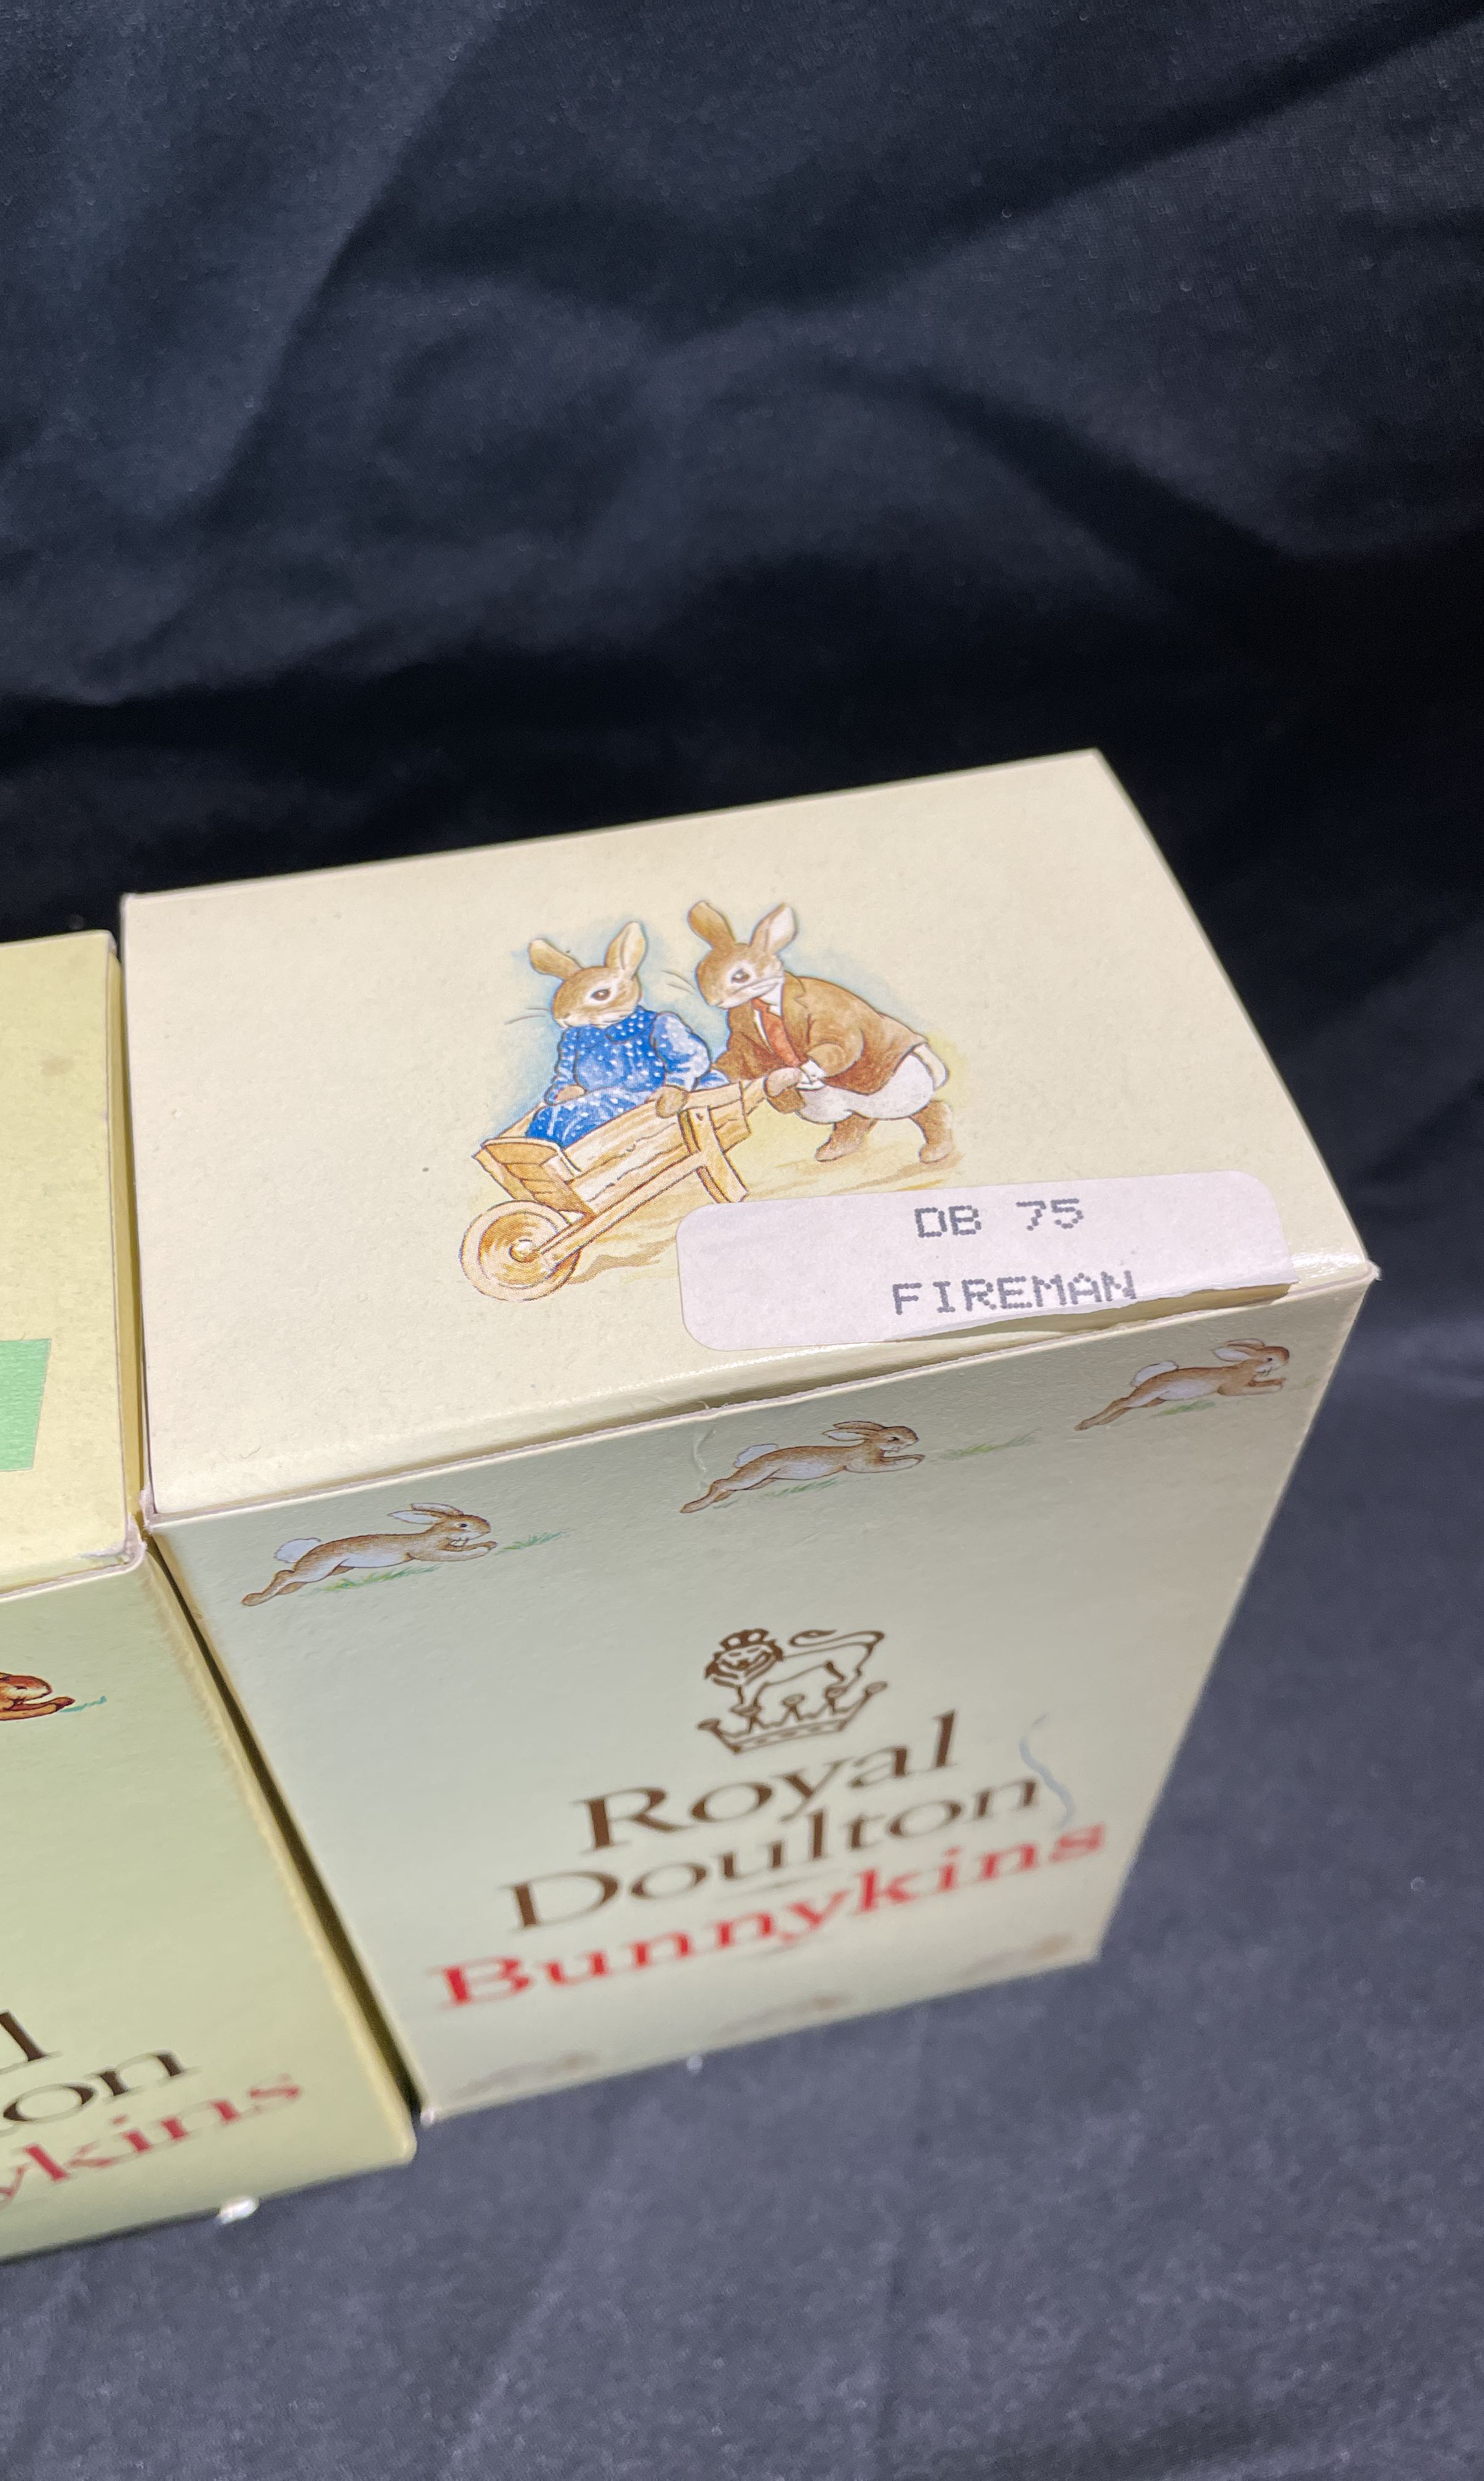 DB 75
FIREMAN
Royal
Doulton
Bunnykins